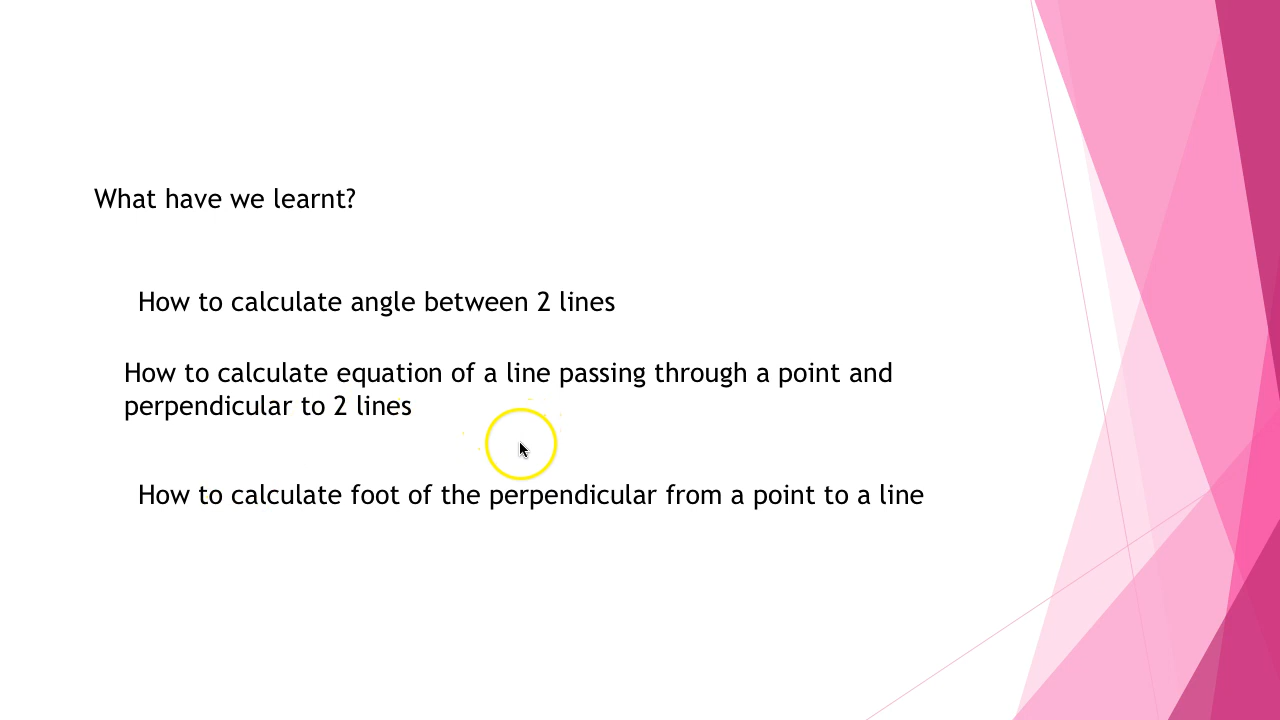 What have we learnt?
How to calculate angle between 2 lines
How to calculate equation of a line passing through a point and
perpendicular to 2 lines
How to calculate foot of the perpendicular from a point to a line